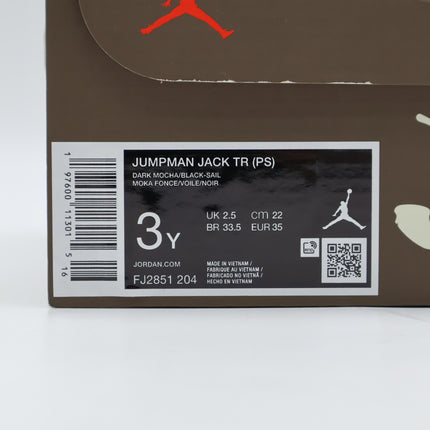 JUMPMAN JACK TR (PS)
DARK MOCHA/BLACK-SAIL
MOKA FONCE/VOILE/NOIR
3Y
UK 2.5 cm 22
BR 33.5 EUR 35
JORDAN.COM
FJ2851 204
MADE IN VIETNAM /
FABRIQUÉ AU VIETNAM /
FABRICADO NO VIETNÃ /
HECHO EN VIETNAM
1 97600 11301 5 16